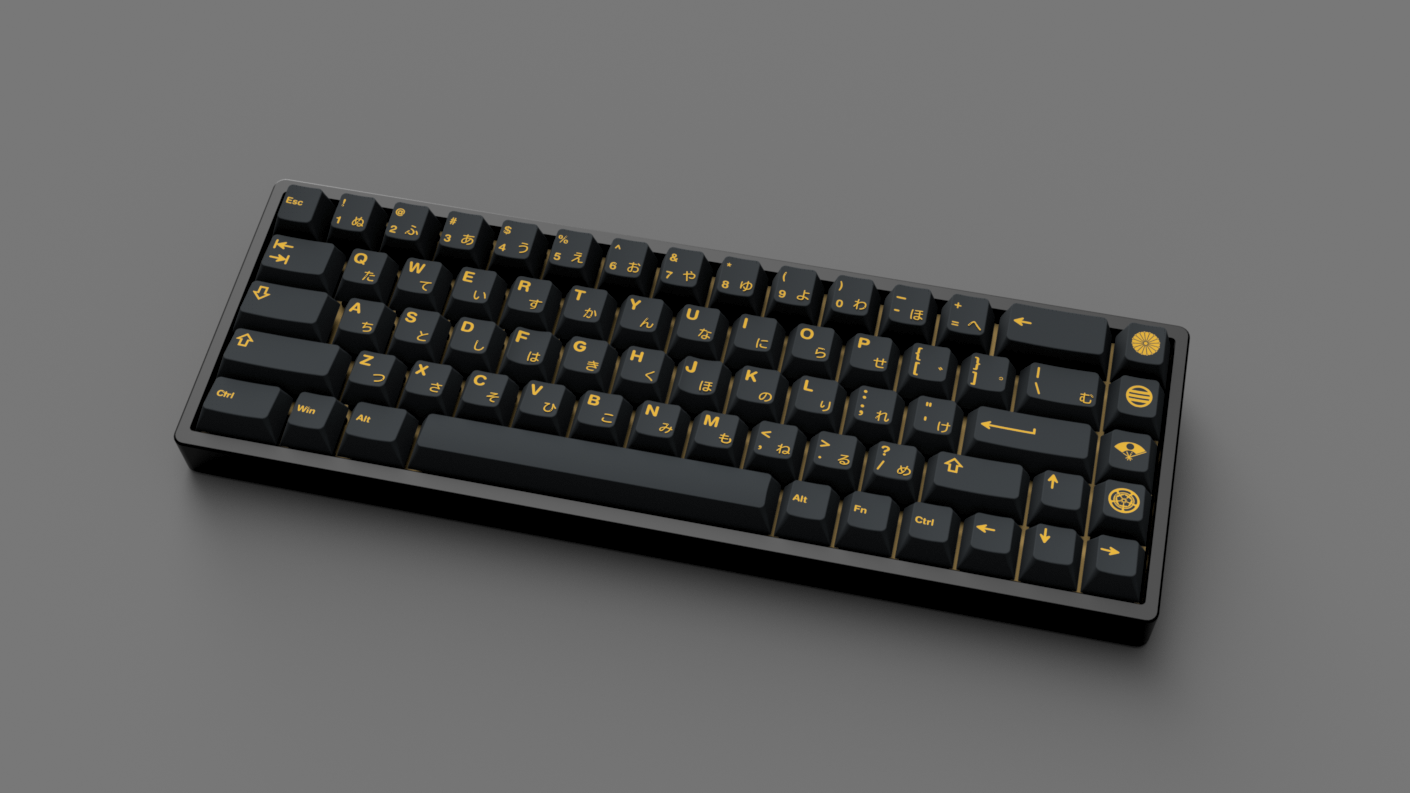 Esc ! 1 ぬ @ 2 ふ # 3 あ $ 4 う % 5 え ^ 6 お & 7 や * 8 ゆ ( 9 よ ) 0 わ _ - ほ + = へ ←
Q た W て E い R す T か Y ん U な I に O ら P せ { [ } ] ゜ | \ む
A ち S と D し F は G き H く J ほ K の L り : ; れ " ' け
Z つ X さ C そ V ひ B こ N み M も < , ね > . る ? / め ↑
Ctrl Win Alt Alt Fn Ctrl ← ↓ →